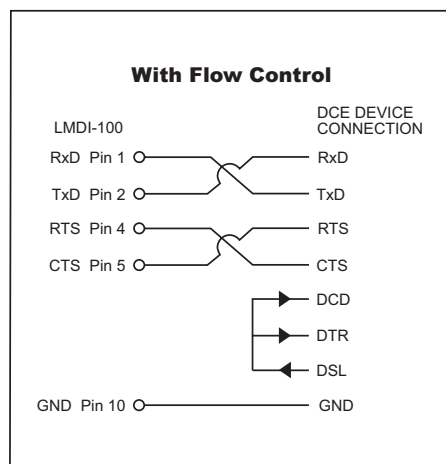 With Flow Control
LMDI-100
DCE DEVICE
CONNECTION
RxD Pin 1
RxD
TxD Pin 2
TxD
RTS Pin 4
RTS
CTS Pin 5
CTS
DCD
DTR
DSL
GND Pin 10
GND